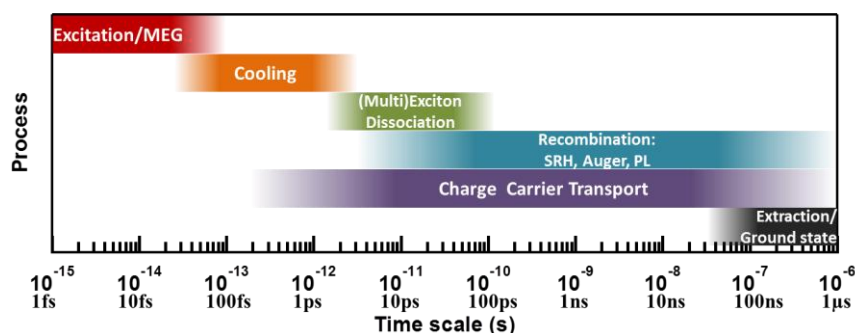 Excitation/MEG
Cooling
(Multi)Exciton
Dissociation
Recombination:
SRH, Auger, PL
Charge Carrier Transport
Extraction/
Ground state
Process
10⁻¹⁵ 10⁻¹⁴ 10⁻¹³ 10⁻¹² 10⁻¹¹ 10⁻¹⁰ 10⁻⁹ 10⁻⁸ 10⁻⁷ 10⁻⁶
1fs 10fs 100fs 1ps 10ps 100ps 1ns 10ns 100ns 1μs
Time scale (s)